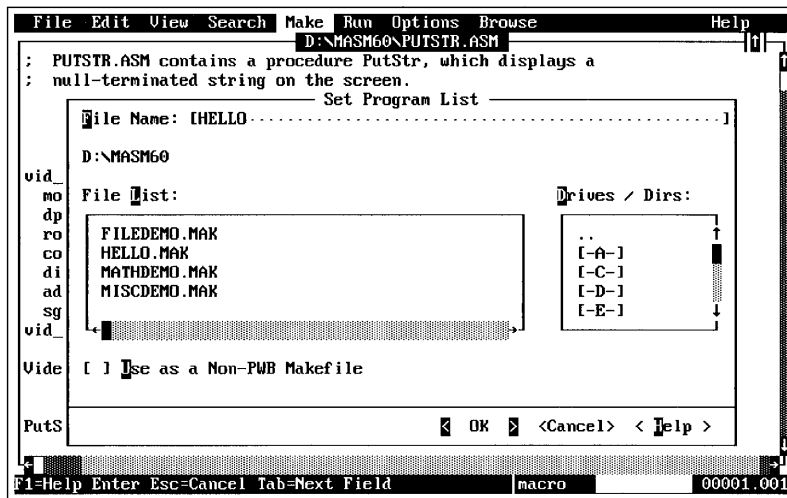 File Edit View Search Make Run Options Browse Help
D:\MASM60\PUTSTR.ASM
; PUTSTR.ASM contains a procedure PutStr, which displays a
; null-terminated string on the screen.
Set Program List
File Name: [HELLO·················································]
D:\MASM60
vid_
mo File List: Drives / Dirs:
dp
ro FILEDEMO.MAK ..
co HELLO.MAK [-A-]
di MATHDEMO.MAK [-C-]
ad MISCDEMO.MAK [-D-]
sg [-E-]
vid_
Vide [ ] Use as a Non-PWB Makefile
PutS < OK > <Cancel> < Help >
F1=Help Enter Esc=Cancel Tab=Next Field macro 00001.001